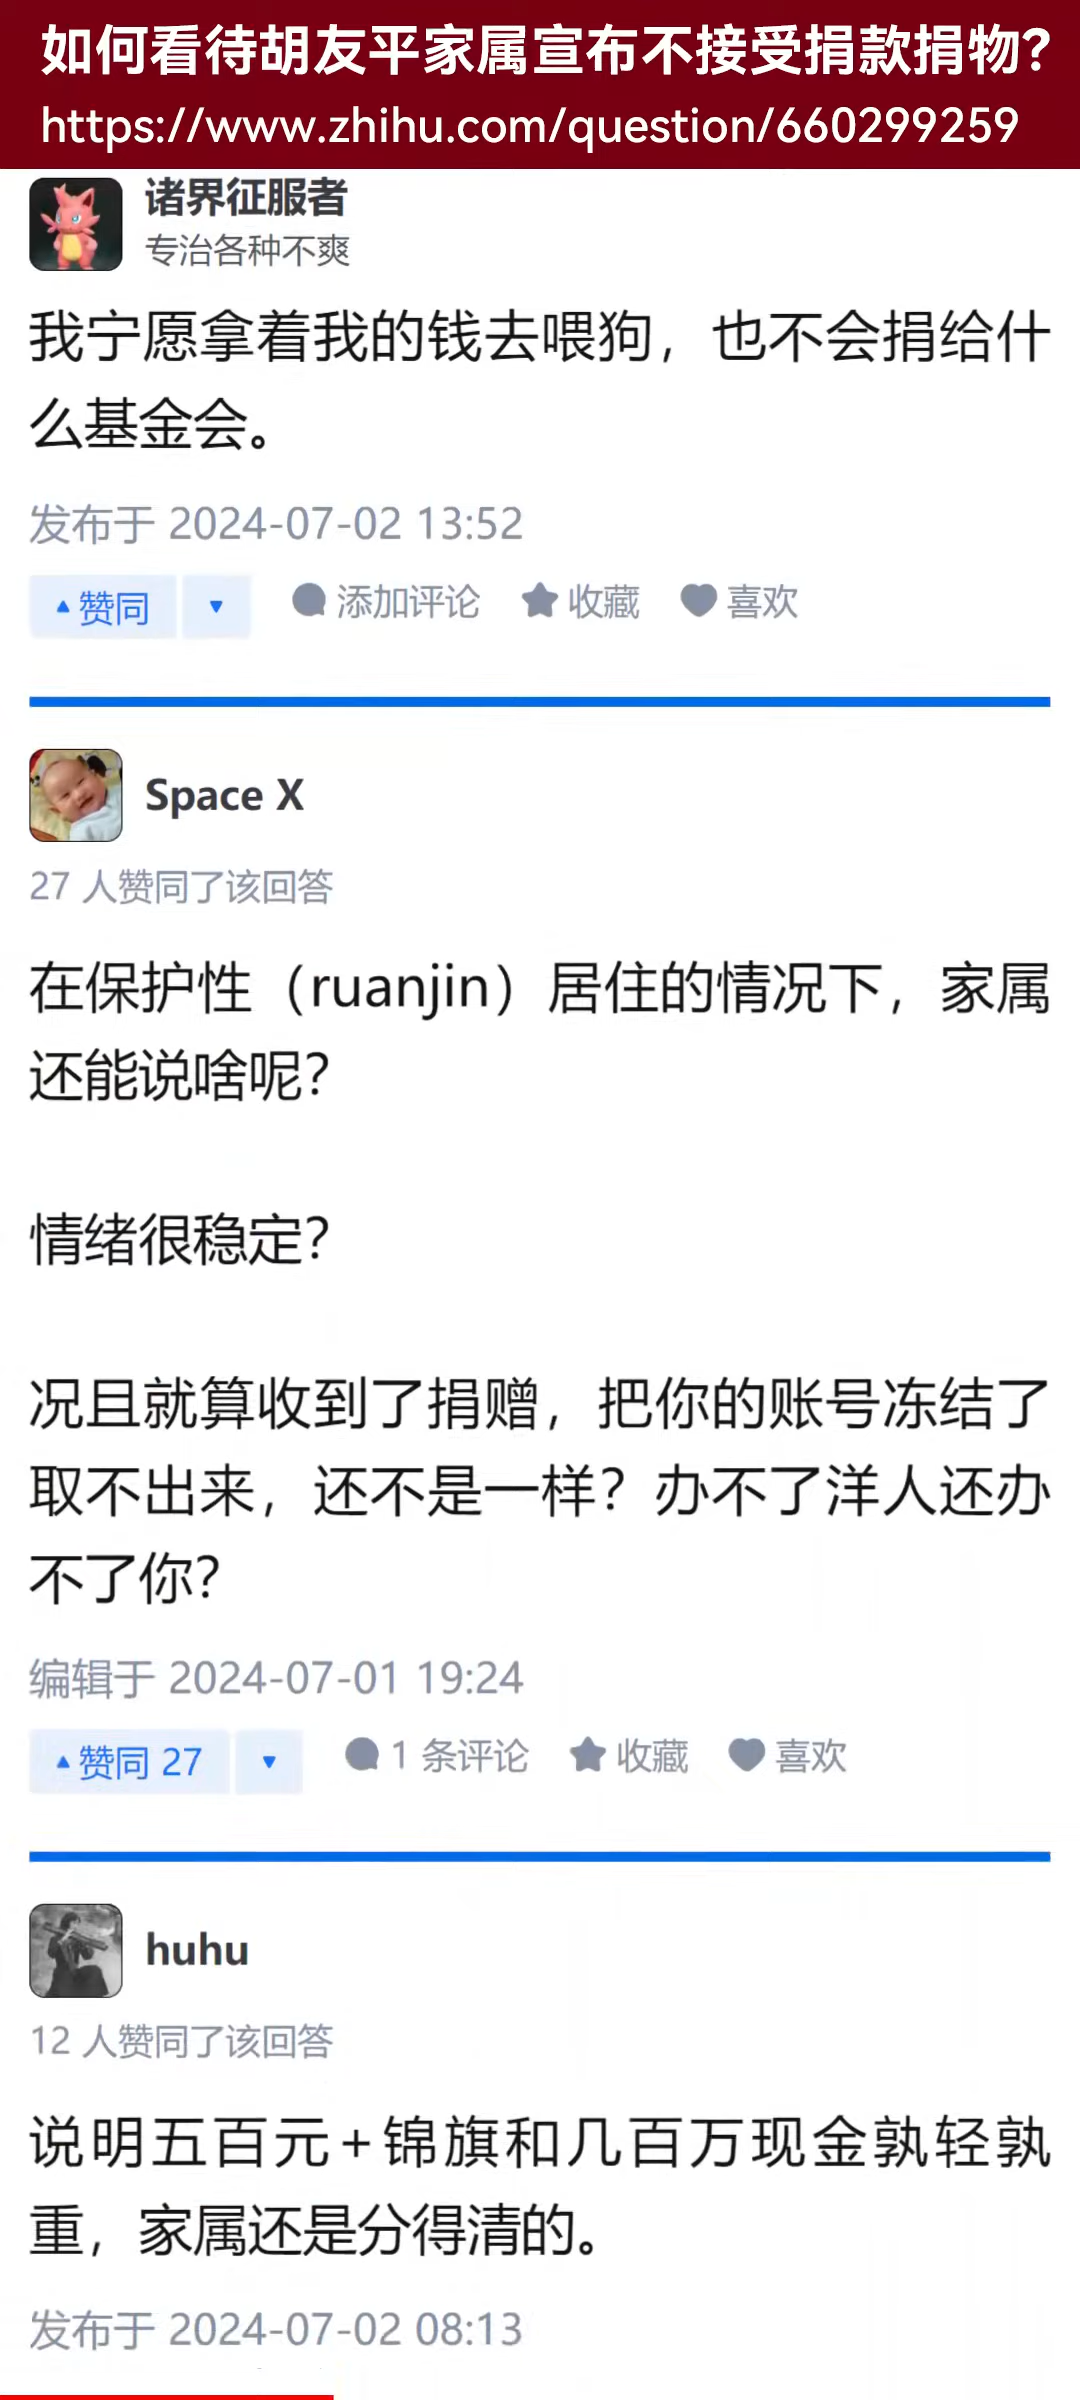 如何看待胡友平家属宣布不接受捐款捐物？
https://www.zhihu.com/question/660299259
诸界征服者
专治各种不爽
我宁愿拿着我的钱去喂狗，也不会捐给什
么基金会。
发布于 2024-07-02 13:52
赞同 添加评论 收藏 喜欢
Space X
27 人赞同了该回答
在保护性（ruanjin）居住的情况下，家属
还能说啥呢？
情绪很稳定？
况且就算收到了捐赠，把你的账号冻结了
取不出来，还不是一样？办不了洋人还办
不了你？
编辑于 2024-07-01 19:24
赞同 27 1 条评论 收藏 喜欢
huhu
12 人赞同了该回答
说明五百元+锦旗和几百万现金孰轻孰
重，家属还是分得清的。
发布于 2024-07-02 08:13